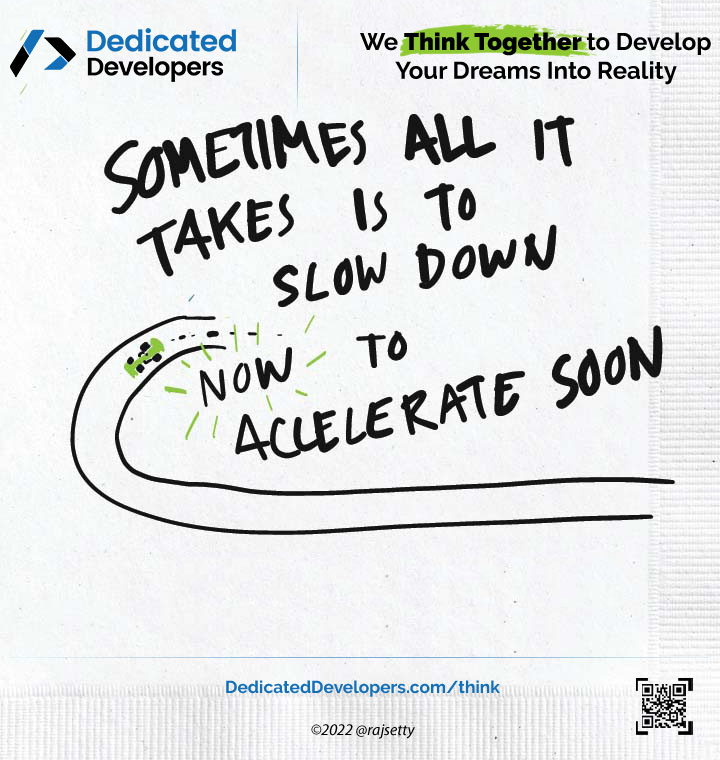 Dedicated
Developers
We Think Together to Develop
Your Dreams Into Reality
SOMETIMES ALL IT
TAKES IS TO
SLOW DOWN
NOW TO
ACCELERATE SOON
DedicatedDevelopers.com/think
©2022 @rajsetty